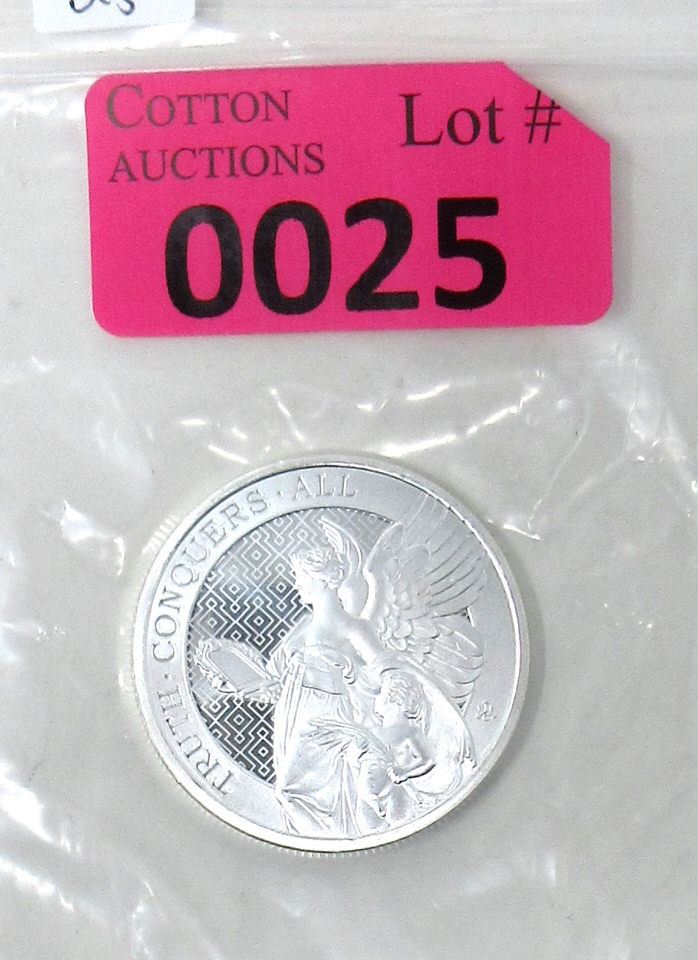 COTTON
AUCTIONS
Lot #
0025
TRUTH · CONQUERS · ALL